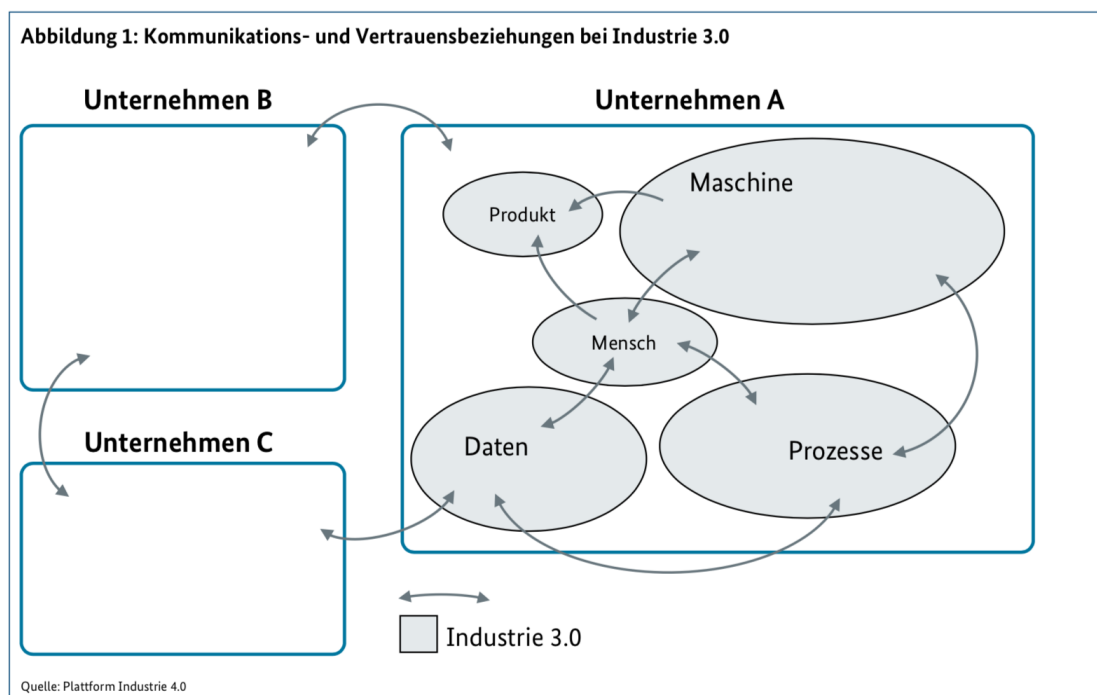 Abbildung 1: Kommunikations- und Vertrauensbeziehungen bei Industrie 3.0
Unternehmen B
Unternehmen A
Maschine
Produkt
Mensch
Unternehmen C
Daten
Prozesse
Industrie 3.0
Quelle: Plattform Industrie 4.0